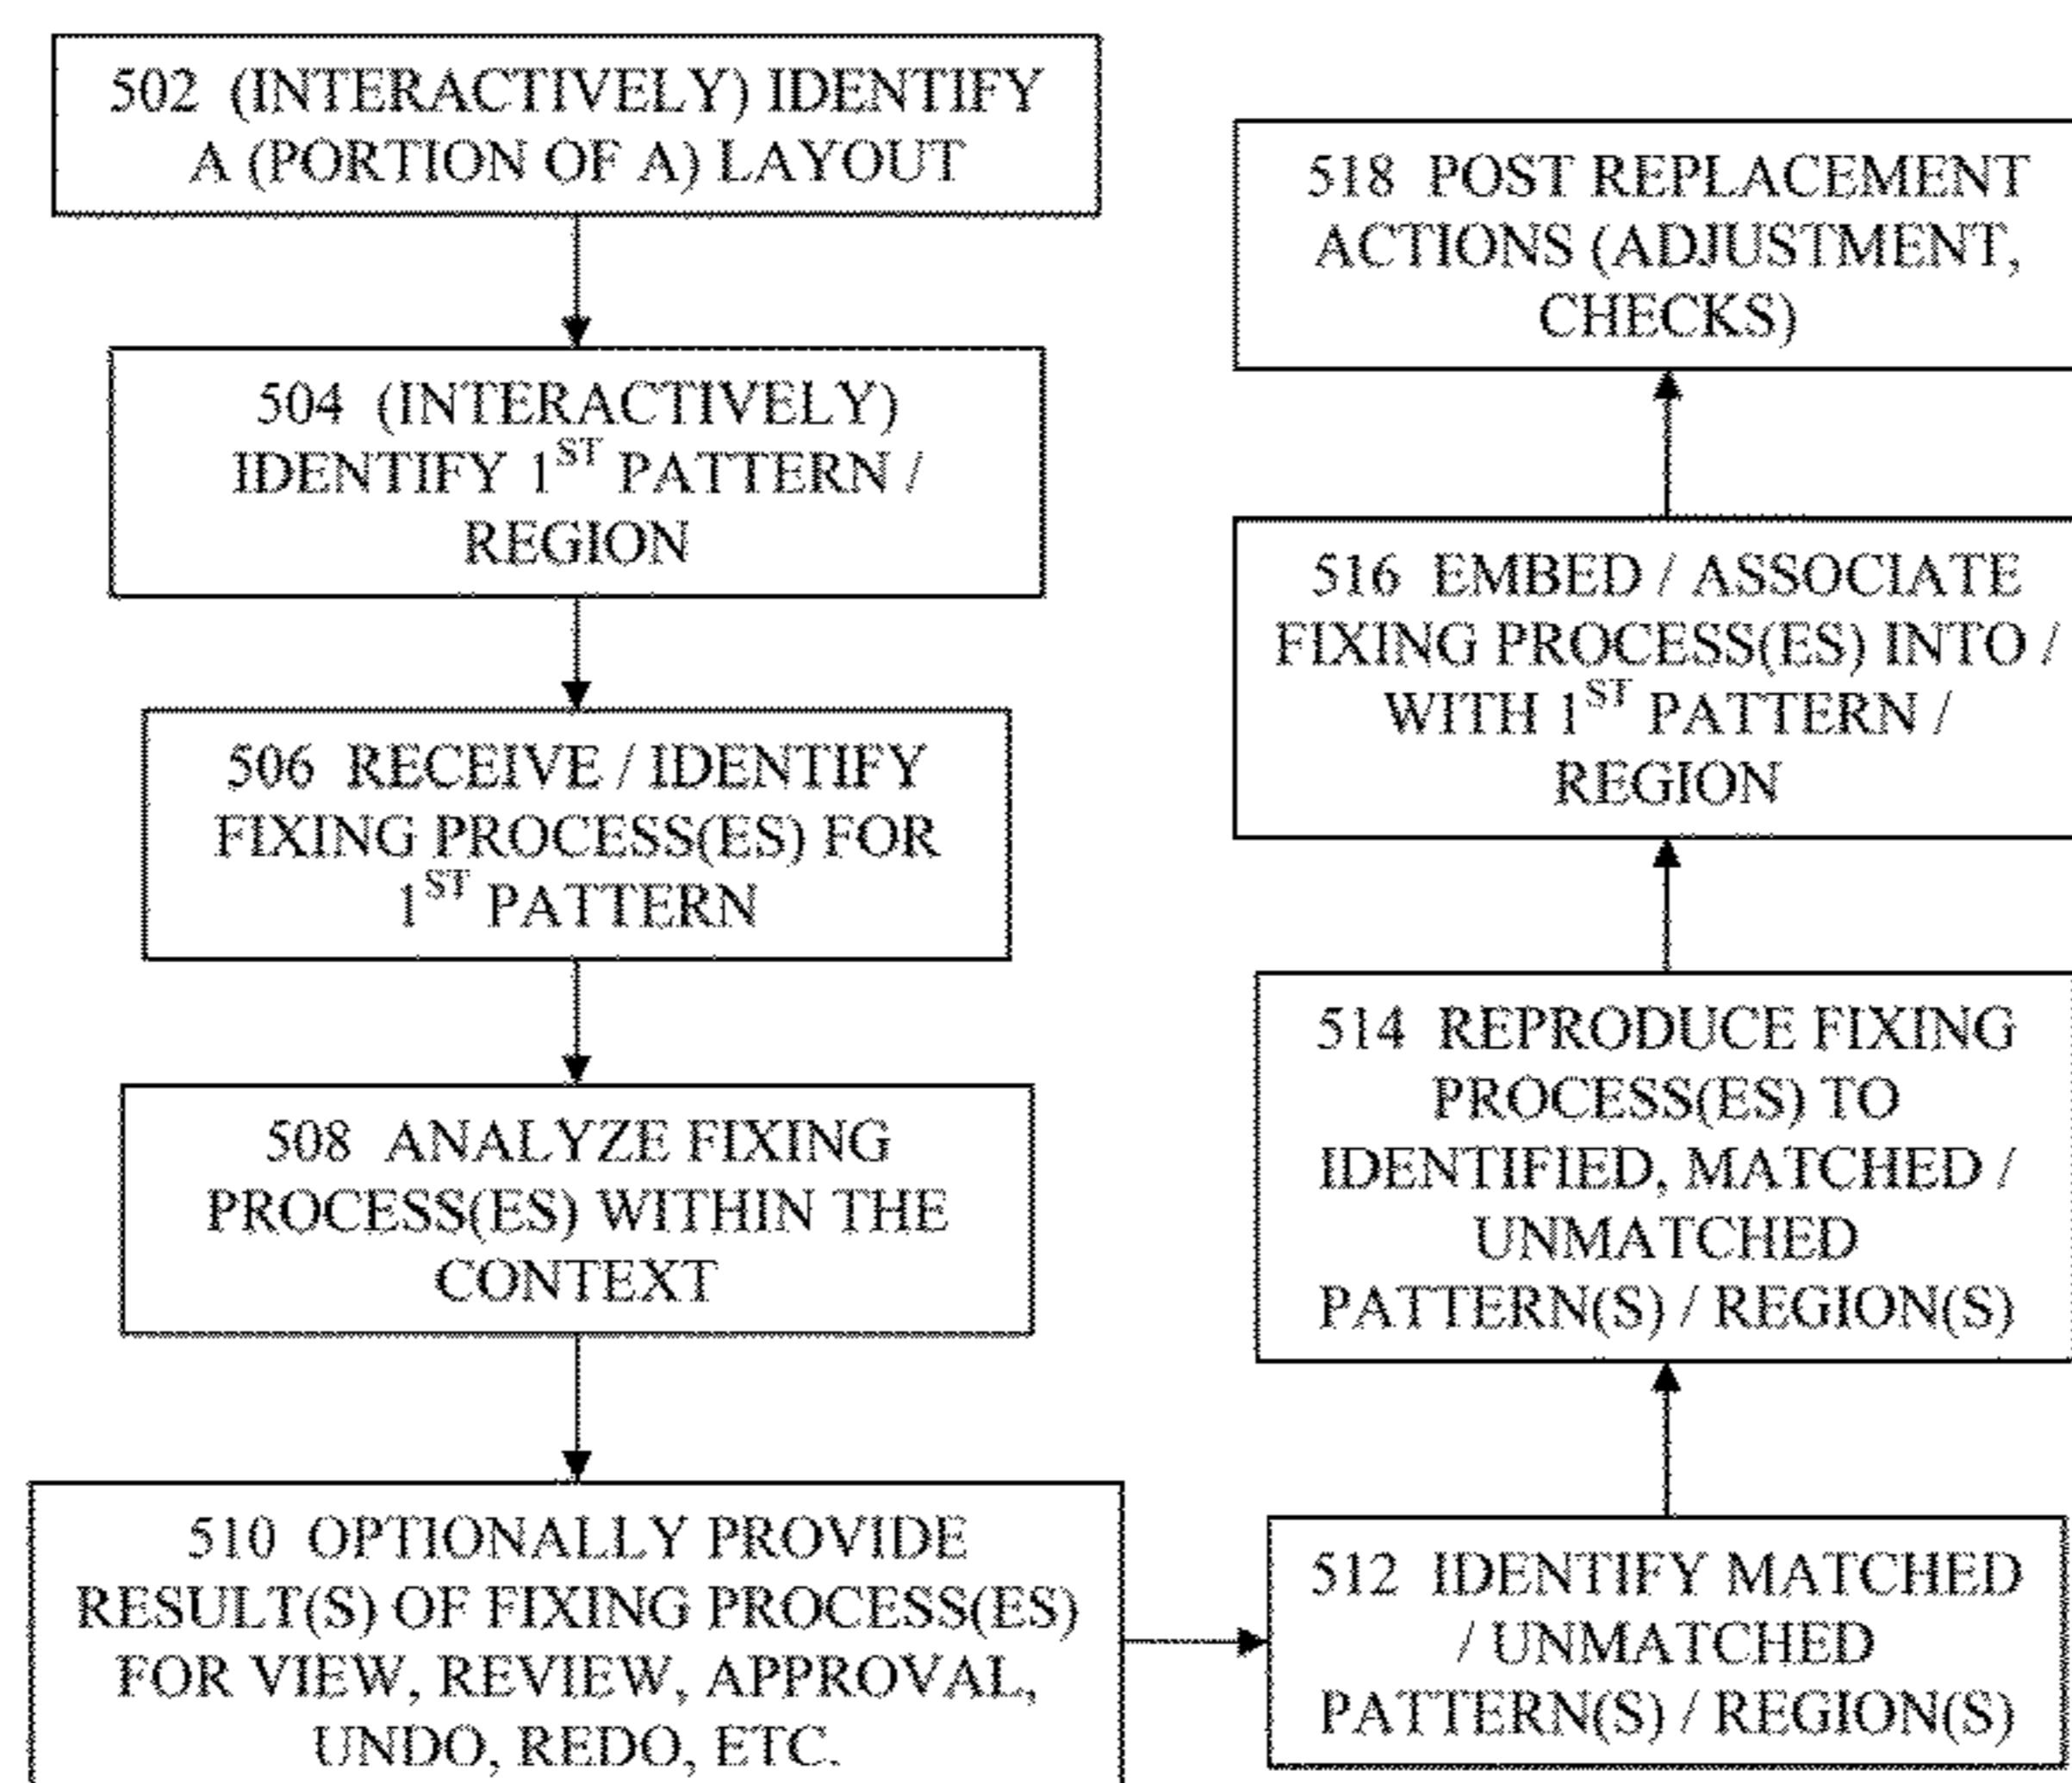 502 (INTERACTIVELY) IDENTIFY
A (PORTION OF A) LAYOUT
504 (INTERACTIVELY)
IDENTIFY 1ST PATTERN /
REGION
506 RECEIVE / IDENTIFY
FIXING PROCESS(ES) FOR
1ST PATTERN
508 ANALYZE FIXING
PROCESS(ES) WITHIN THE
CONTEXT
510 OPTIONALLY PROVIDE
RESULT(S) OF FIXING PROCESS(ES)
FOR VIEW, REVIEW, APPROVAL,
UNDO, REDO, ETC.
512 IDENTIFY MATCHED
/ UNMATCHED
PATTERN(S) / REGION(S)
514 REPRODUCE FIXING
PROCESS(ES) TO
IDENTIFIED, MATCHED /
UNMATCHED
PATTERN(S) / REGION(S)
516 EMBED / ASSOCIATE
FIXING PROCESS(ES) INTO /
WITH 1ST PATTERN /
REGION
518 POST REPLACEMENT
ACTIONS (ADJUSTMENT,
CHECKS)